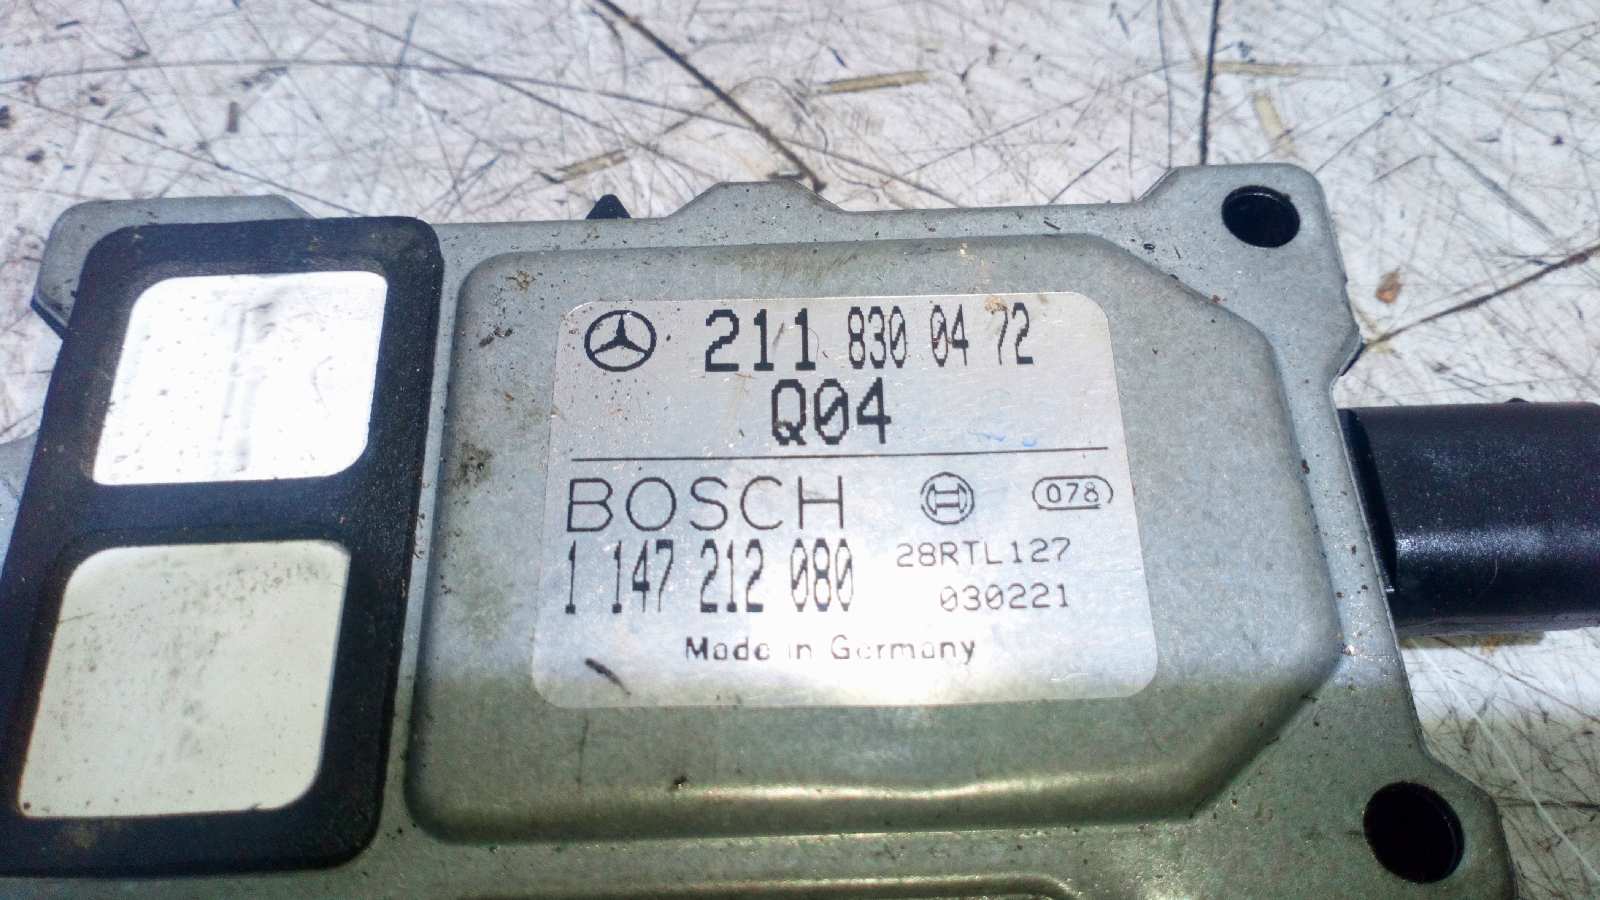 211 830 04 72
Q04
BOSCH 078
1 147 212 080 28RTL127
030221
Made in Germany